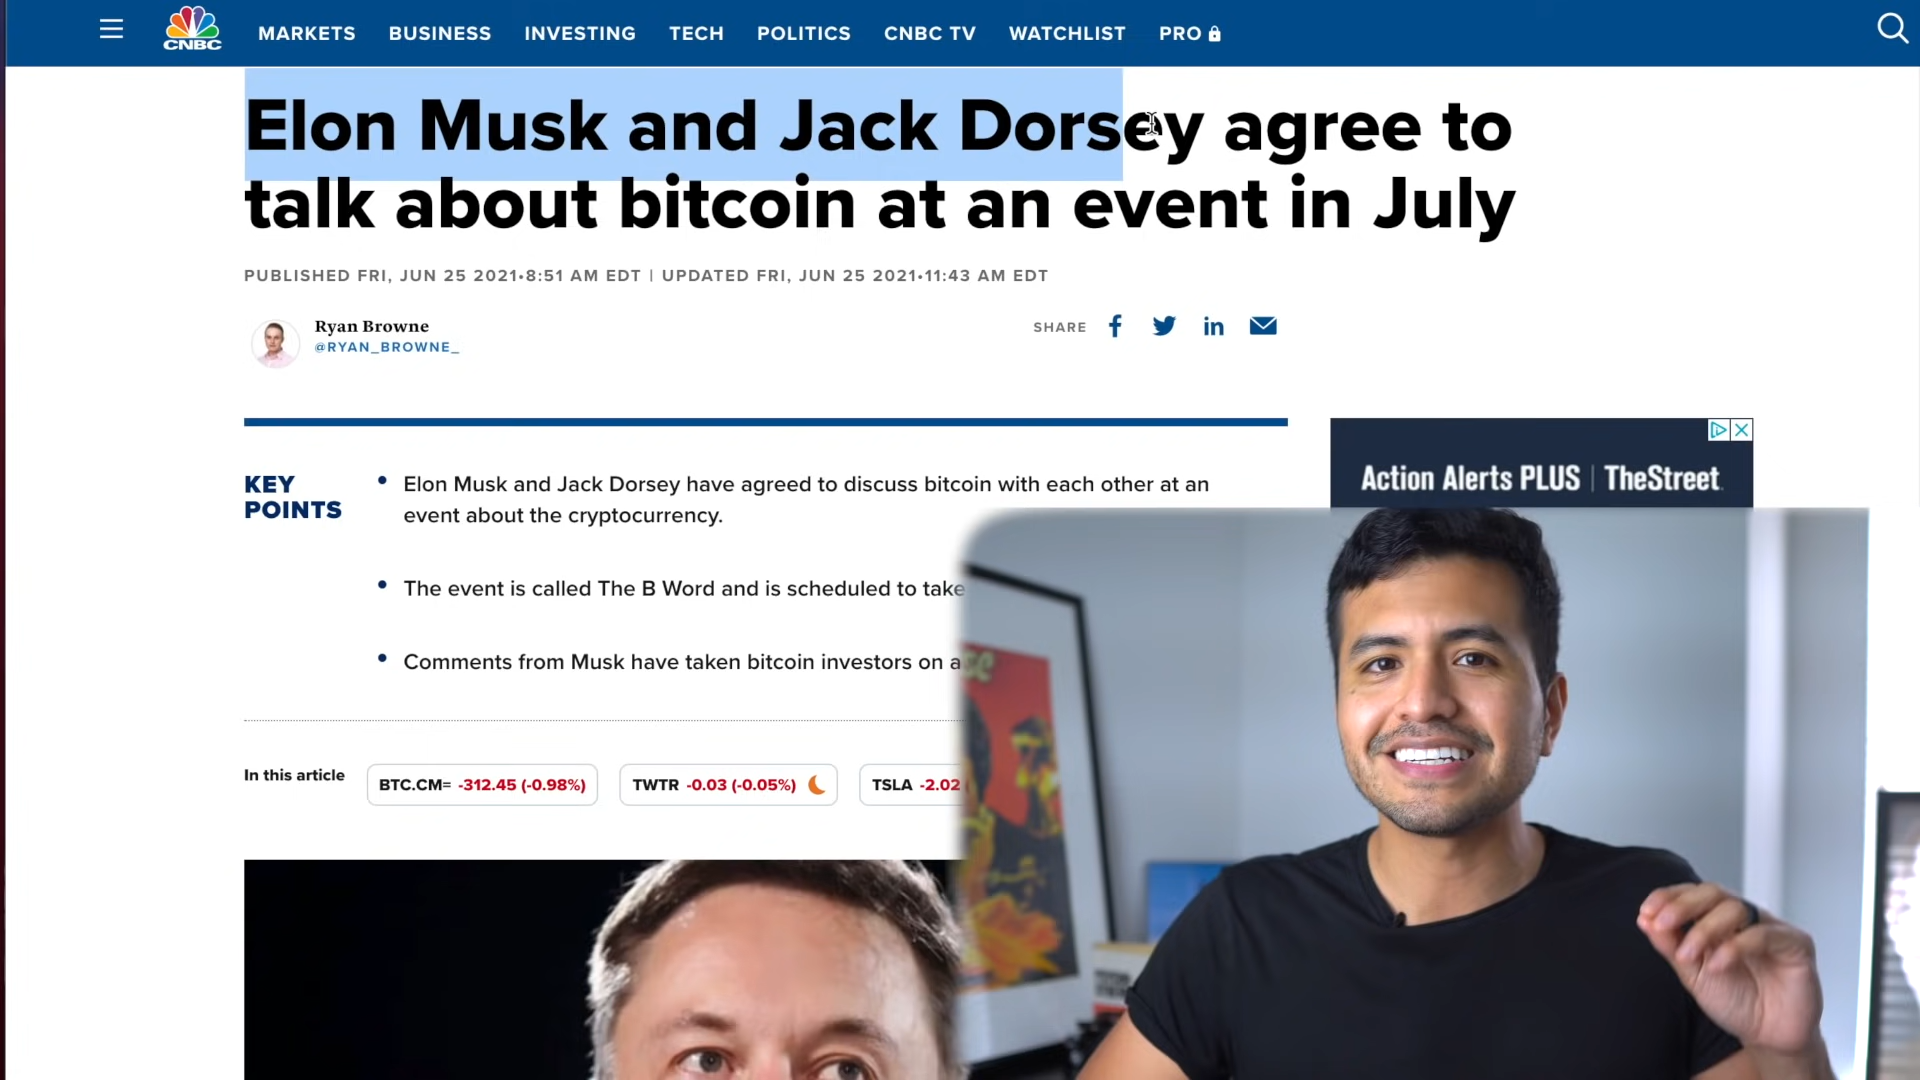 CNBC
MARKETS BUSINESS INVESTING TECH POLITICS CNBC TV WATCHLIST PRO
Elon Musk and Jack Dorsey agree to
talk about bitcoin at an event in July
PUBLISHED FRI, JUN 25 2021•8:51 AM EDT | UPDATED FRI, JUN 25 2021•11:43 AM EDT
Ryan Browne
@RYAN_BROWNE_
SHARE
KEY
POINTS
Elon Musk and Jack Dorsey have agreed to discuss bitcoin with each other at an
event about the cryptocurrency.
The event is called The B Word and is scheduled to take
Comments from Musk have taken bitcoin investors on a
In this article
BTC.CM= -312.45 (-0.98%)
TWTR -0.03 (-0.05%)
TSLA -2.02
Action Alerts PLUS | TheStreet